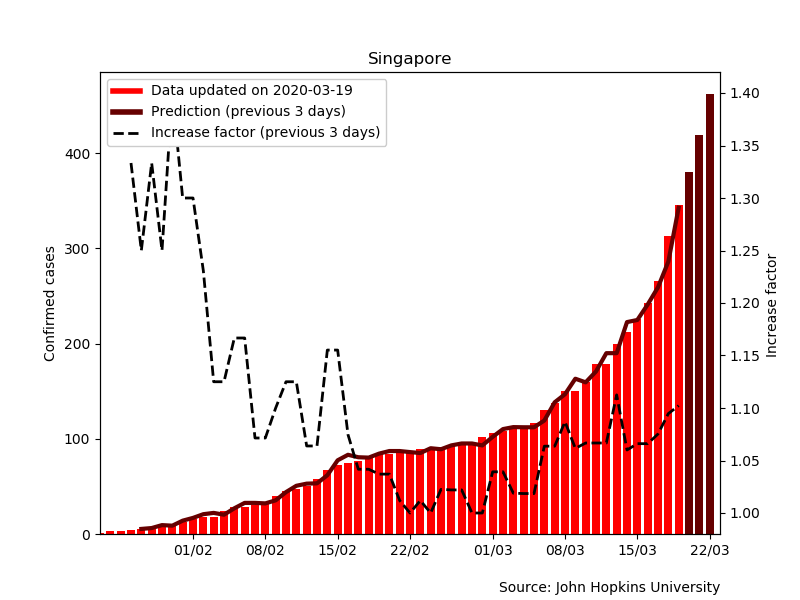 Singapore
Data updated on 2020-03-19
Prediction (previous 3 days)
Increase factor (previous 3 days)
Confirmed cases
400
300
200
100
0
1.40
1.35
1.30
1.25
1.20
1.15
1.10
1.05
1.00
Increase factor
01/02 08/02 15/02 22/02 01/03 08/03 15/03 22/03
Source: John Hopkins University